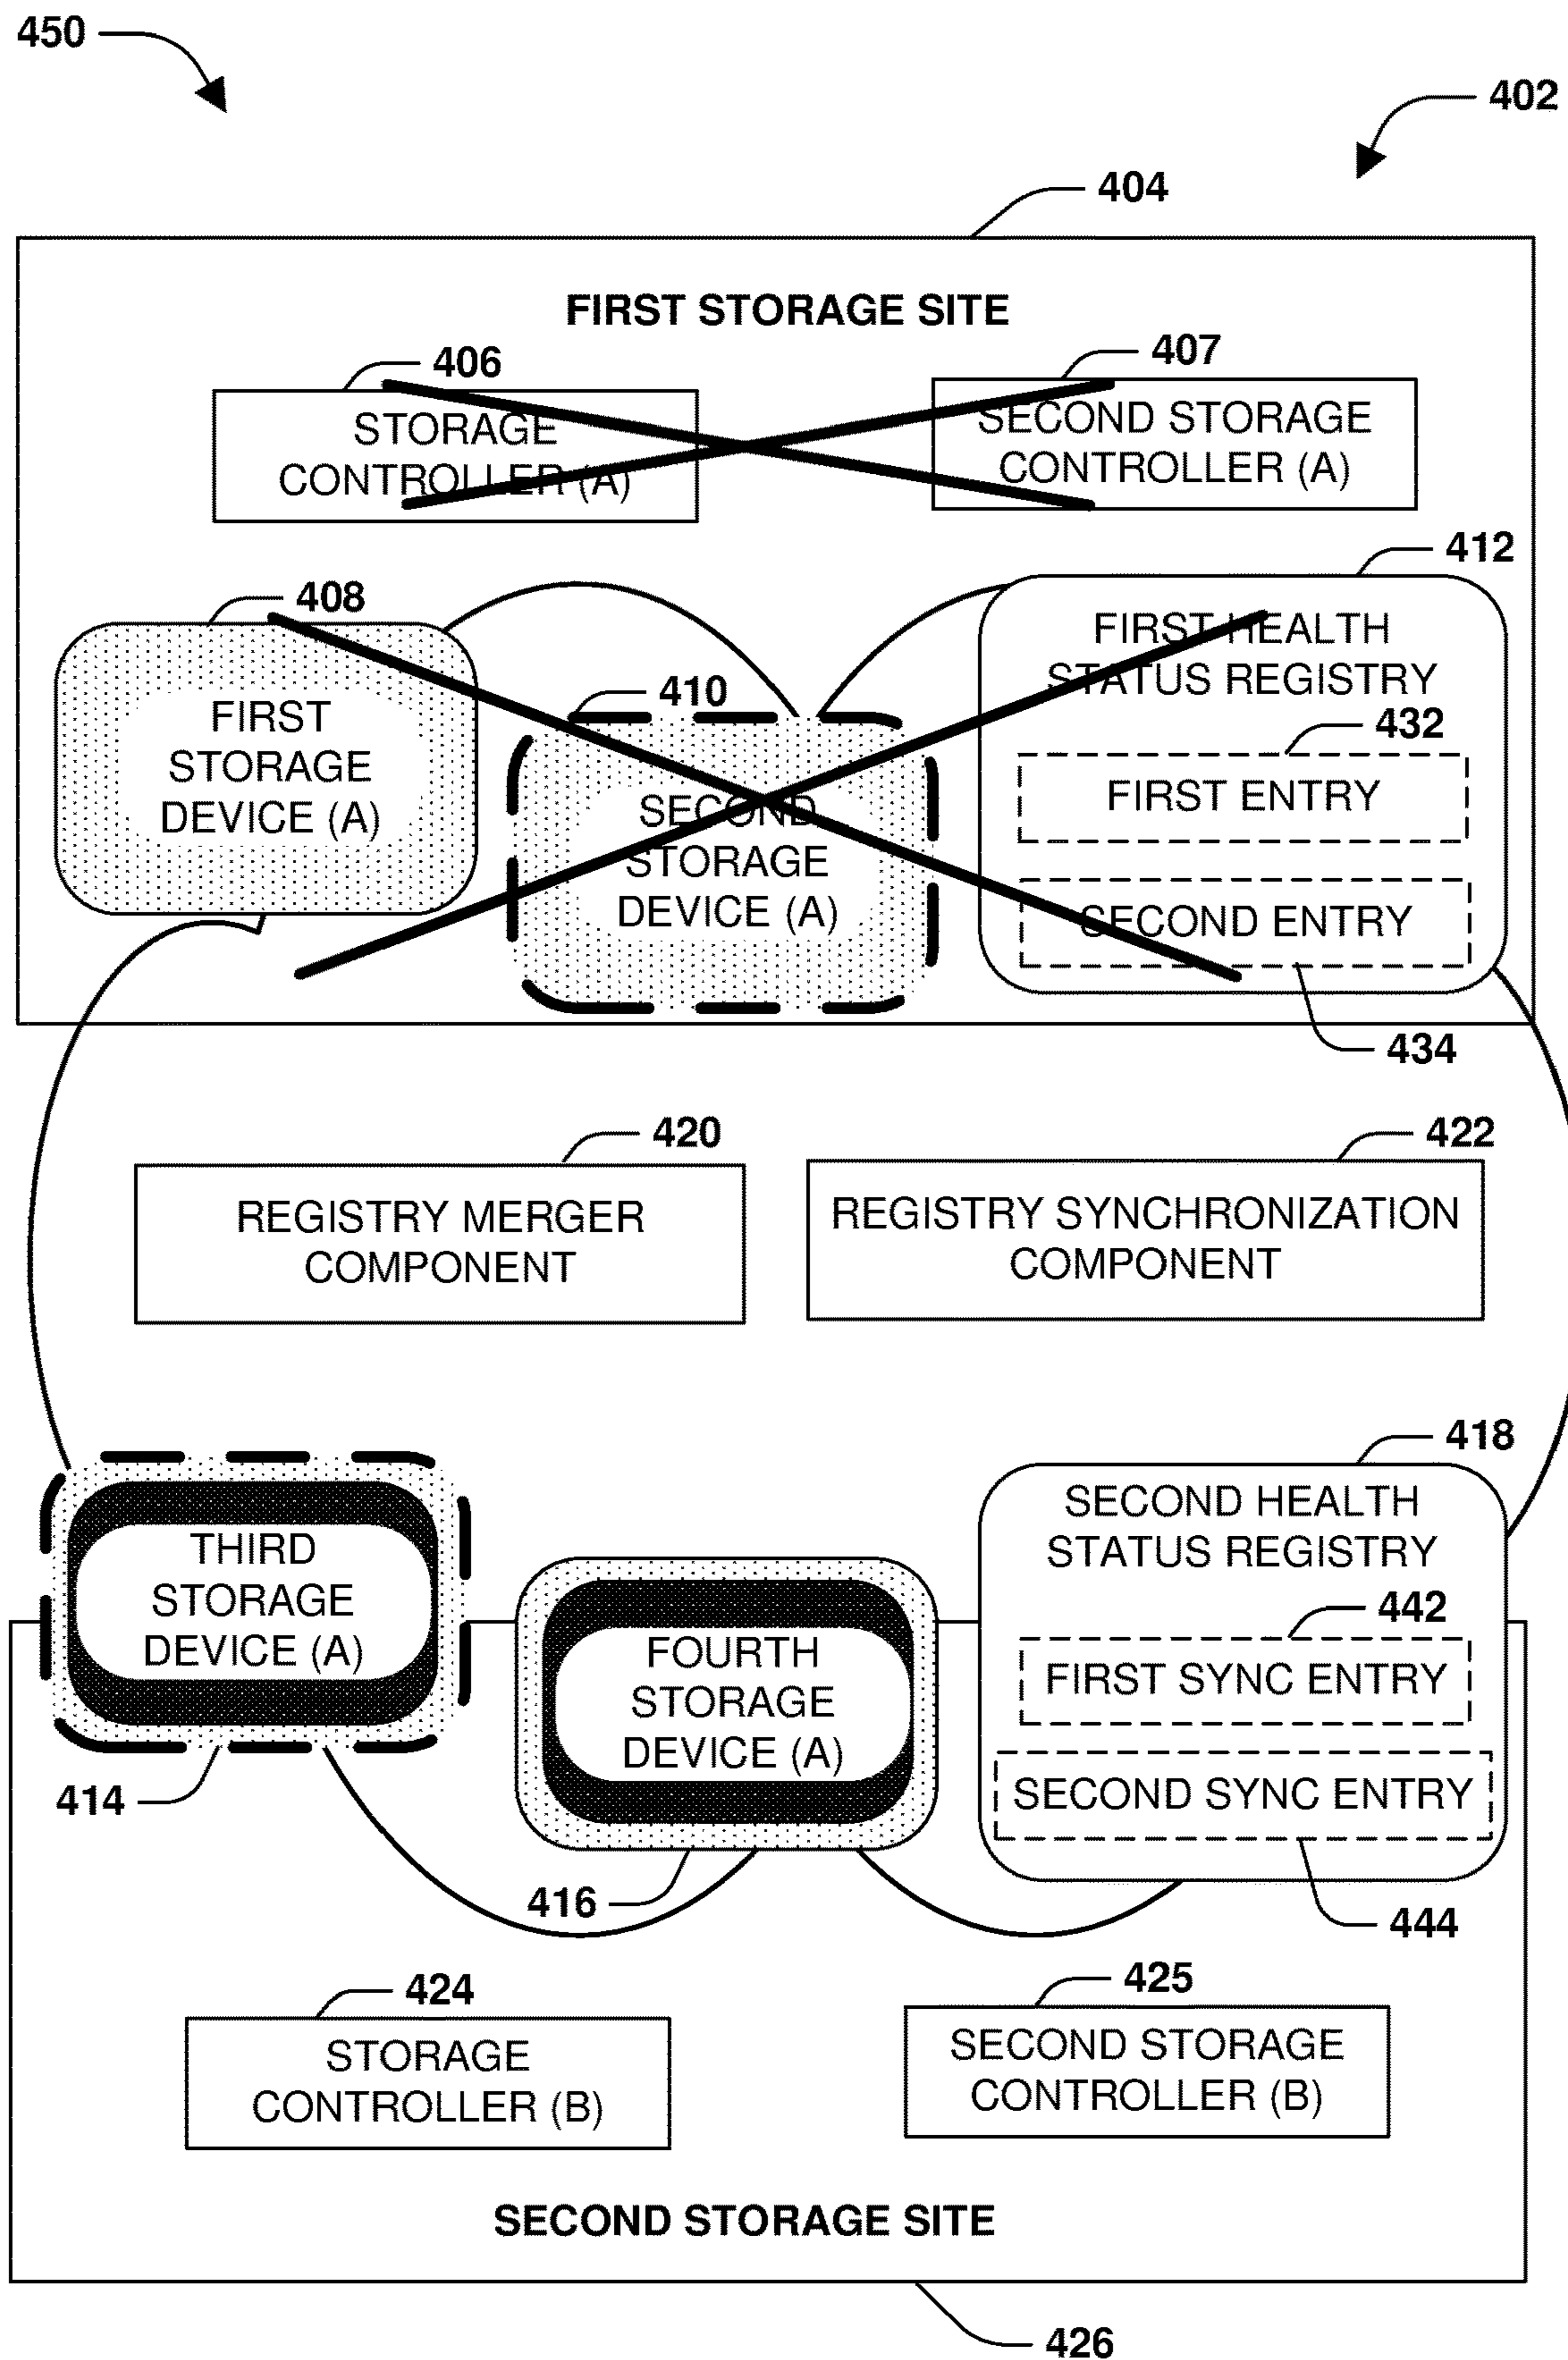 450
402
404
FIRST STORAGE SITE
406
407
STORAGE
CONTROLLER (A)
SECOND STORAGE
CONTROLLER (A)
412
408
FIRST HEALTH
STATUS REGISTRY
410
FIRST
STORAGE
DEVICE (A)
432
FIRST ENTRY
SECOND
STORAGE
DEVICE (A)
SECOND ENTRY
434
420
422
REGISTRY MERGER
COMPONENT
REGISTRY SYNCHRONIZATION
COMPONENT
418
SECOND HEALTH
STATUS REGISTRY
THIRD
STORAGE
DEVICE (A)
442
FIRST SYNC ENTRY
FOURTH
STORAGE
DEVICE (A)
SECOND SYNC ENTRY
414
416
444
424
425
STORAGE
CONTROLLER (B)
SECOND STORAGE
CONTROLLER (B)
SECOND STORAGE SITE
426